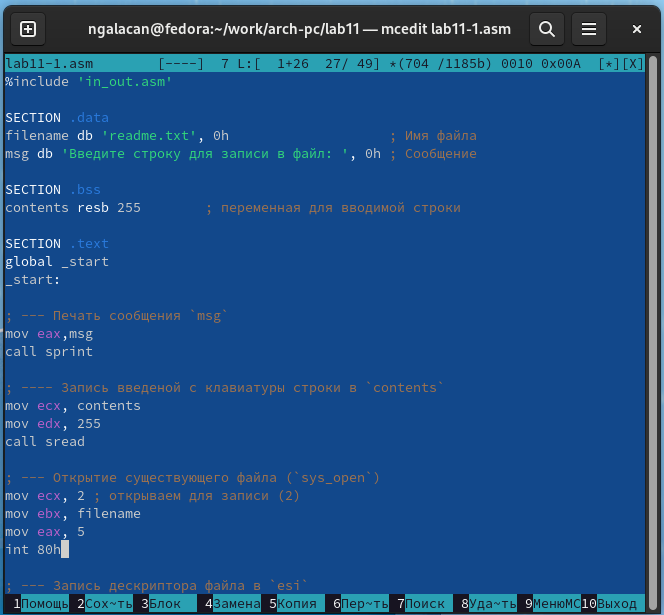 ngalacan@fedora:~/work/arch-pc/lab11 — mcedit lab11-1.asm
lab11-1.asm [----] 7 L:[ 1+26 27/ 49] *(704 /1185b) 0010 0x00A [*][X]
%include 'in_out.asm'
SECTION .data
filename db 'readme.txt', 0h ; Имя файла
msg db 'Введите строку для записи в файл: ', 0h ; Сообщение
SECTION .bss
contents resb 255 ; переменная для вводимой строки
SECTION .text
global _start
_start:
; --- Печать сообщения `msg`
mov eax,msg
call sprint
; ---- Запись введеной с клавиатуры строки в `contents`
mov ecx, contents
mov edx, 255
call sread
; --- Открытие существующего файла (`sys_open`)
mov ecx, 2 ; открываем для записи (2)
mov ebx, filename
mov eax, 5
int 80h
; --- Запись дескриптора файла в `esi`
1Помощь 2Сох~ть 3Блок 4Замена 5Копия 6Пер~ть 7Поиск 8Уда~ть 9МенюMC 10Выход